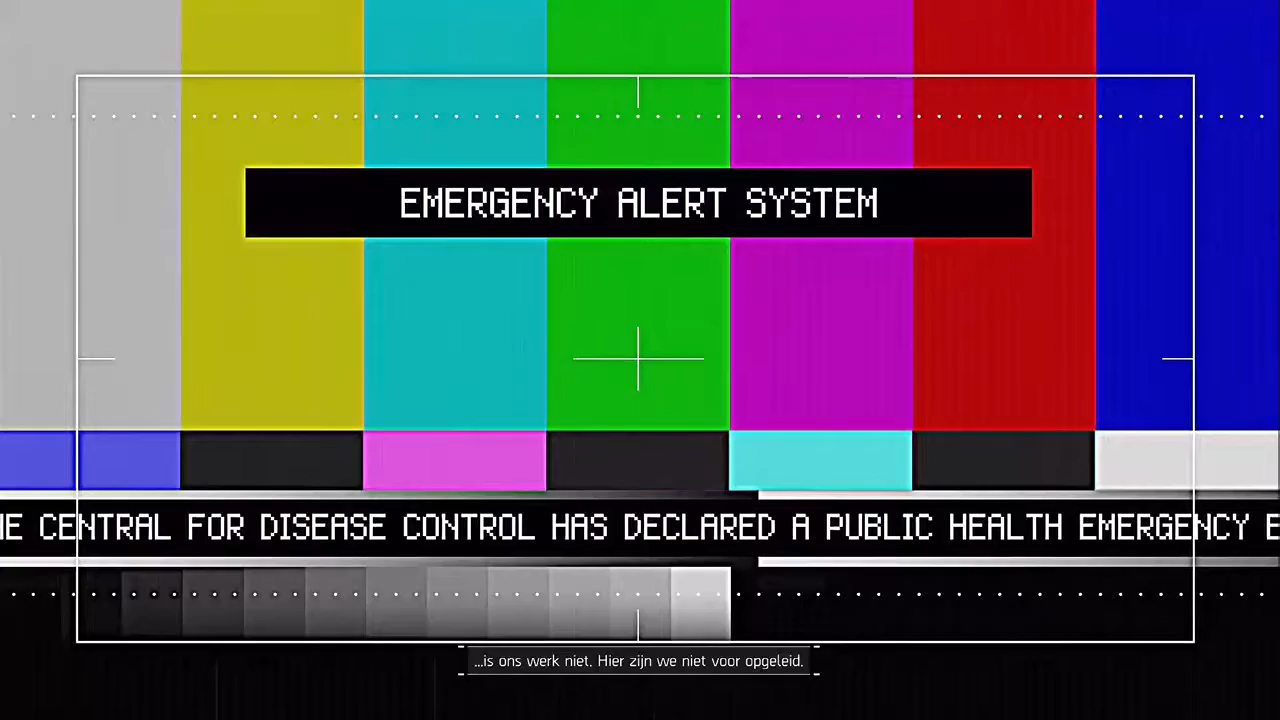 EMERGENCY ALERT SYSTEM
CENTRAL FOR DISEASE CONTROL HAS DECLARED A PUBLIC HEALTH EMERGENCY
...is ons werk niet. Hier zijn we niet voor opgeleid.